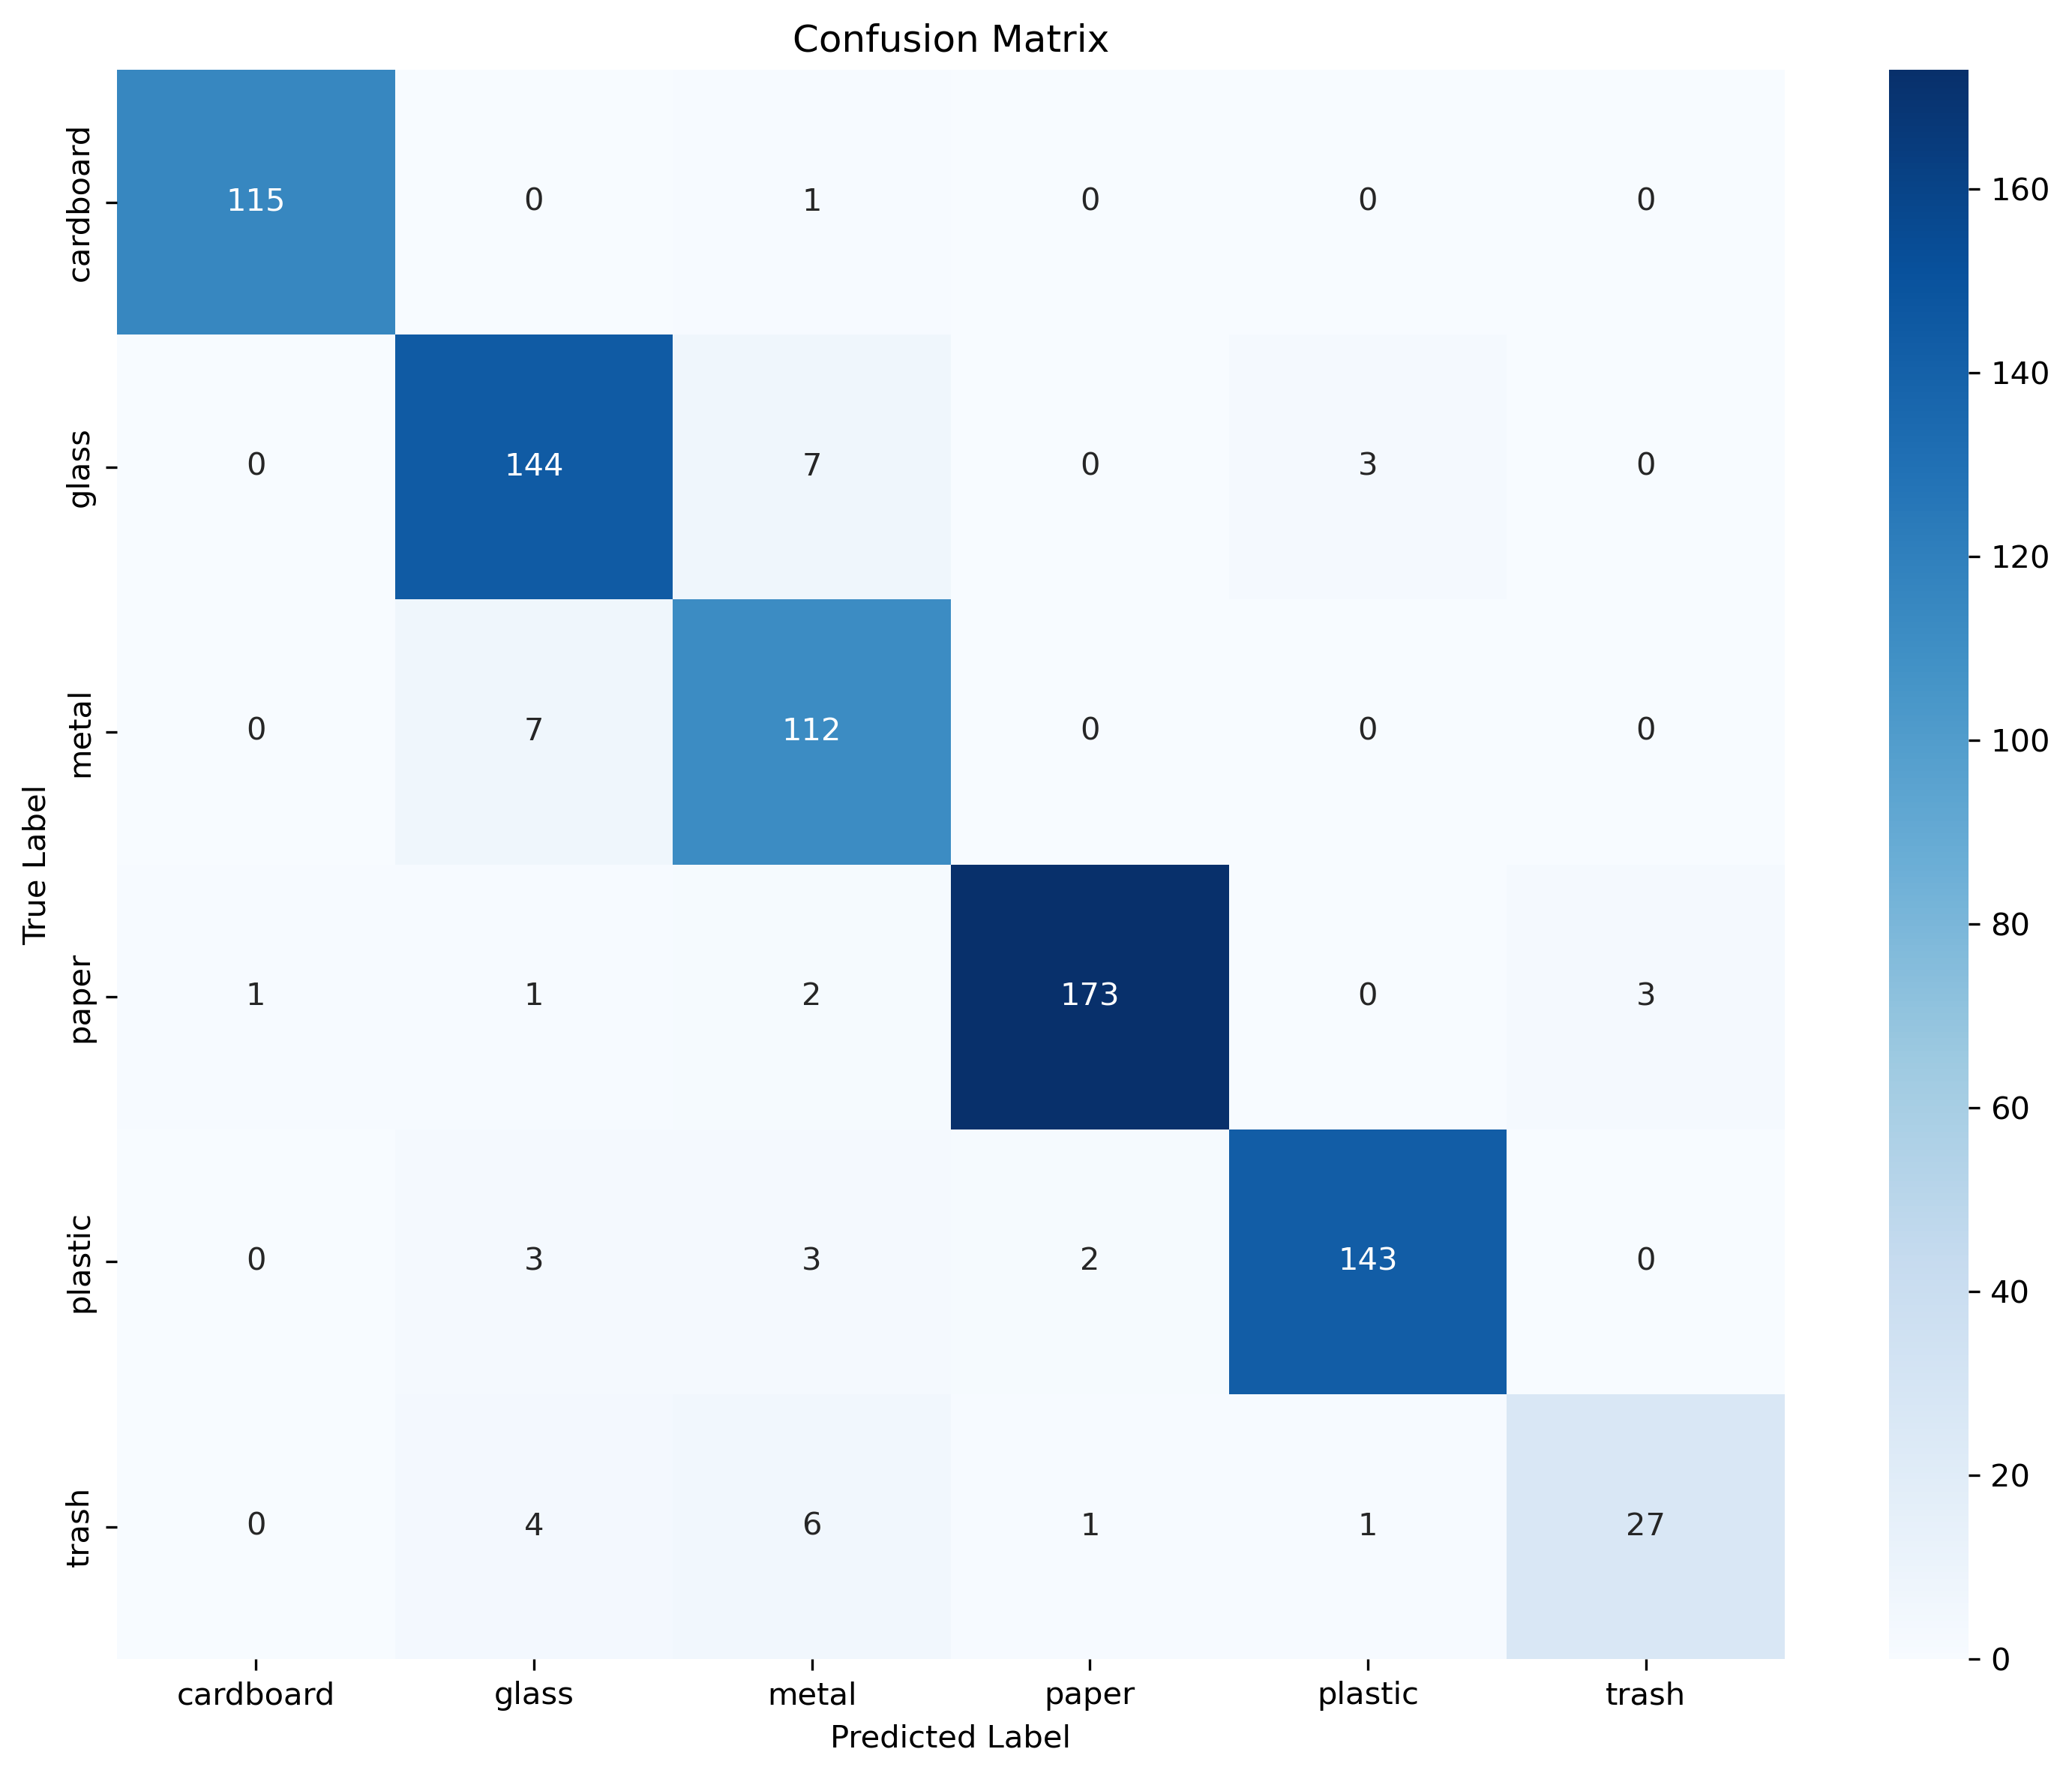 Confusion Matrix
cardboard 115 0 1 0 0 0
glass 0 144 7 0 3 0
metal 0 7 112 0 0 0
paper 1 1 2 173 0 3
plastic 0 3 3 2 143 0
trash 0 4 6 1 1 27
cardboard glass metal paper plastic trash
Predicted Label
True Label
160
140
120
100
80
60
40
20
0